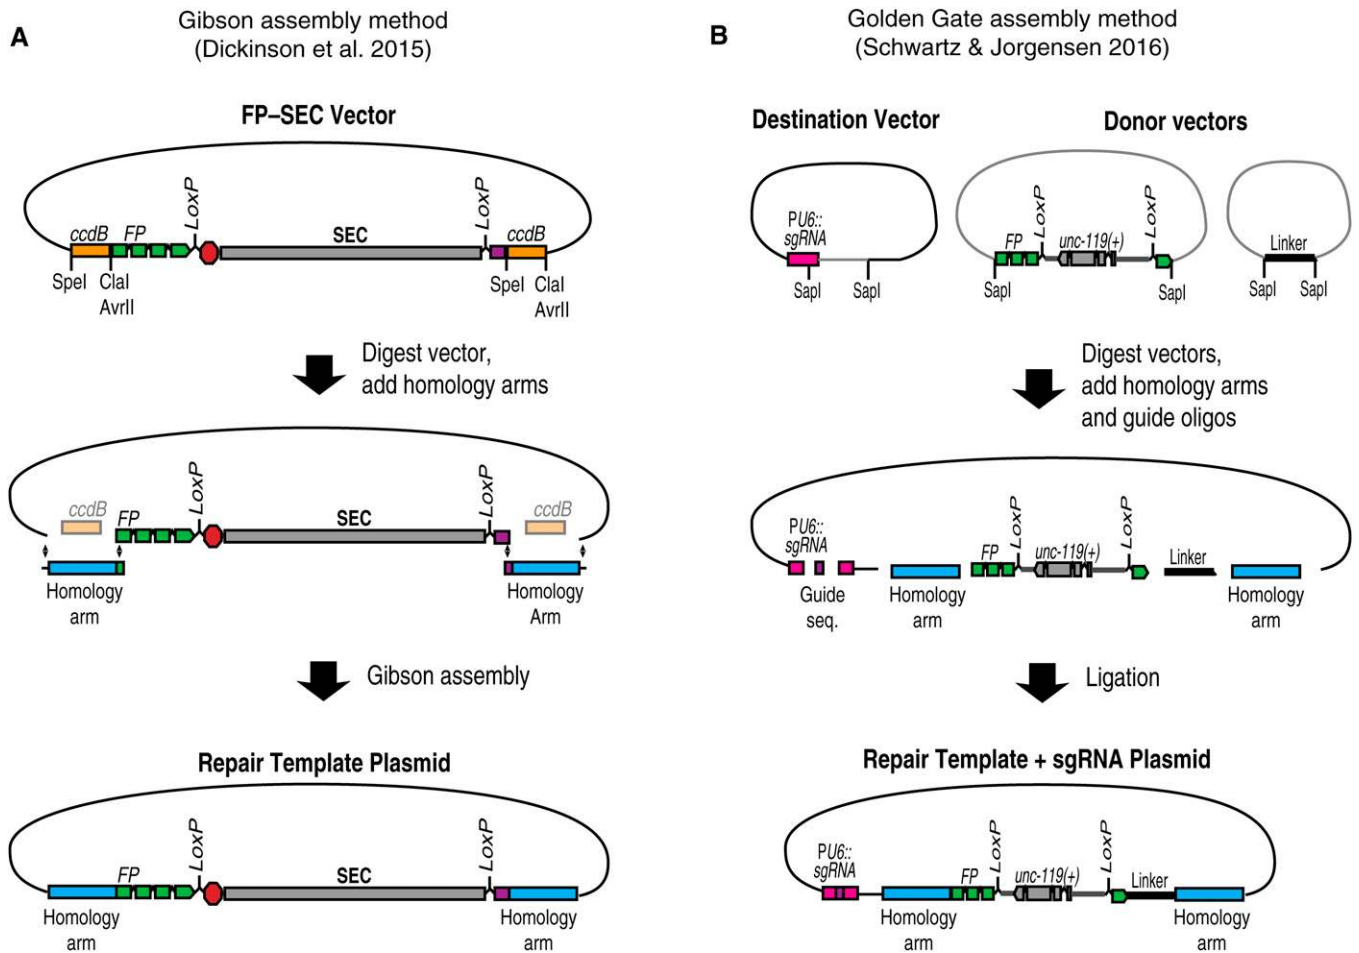 A
Gibson assembly method
(Dickinson et al. 2015)
FP–SEC Vector
ccdB
FP
LoxP
SEC
LoxP
ccdB
SpeI
ClaI
AvrII
SpeI
ClaI
AvrII
Digest vector,
add homology arms
ccdB
FP
LoxP
SEC
LoxP
ccdB
Homology
arm
Homology
Arm
Gibson assembly
Repair Template Plasmid
FP
LoxP
SEC
LoxP
Homology
arm
Homology
arm
B
Golden Gate assembly method
(Schwartz & Jorgensen 2016)
Destination Vector
Donor vectors
PU6::
sgRNA
SapI
SapI
FP
LoxP
unc-119(+)
LoxP
SapI
SapI
Linker
SapI
SapI
Digest vectors,
add homology arms
and guide oligos
PU6::
sgRNA
Guide
seq.
Homology
arm
FP
LoxP
unc-119(+)
LoxP
Linker
Homology
arm
Ligation
Repair Template + sgRNA Plasmid
PU6::
sgRNA
FP
LoxP
unc-119(+)
LoxP
Linker
Homology
arm
Homology
arm